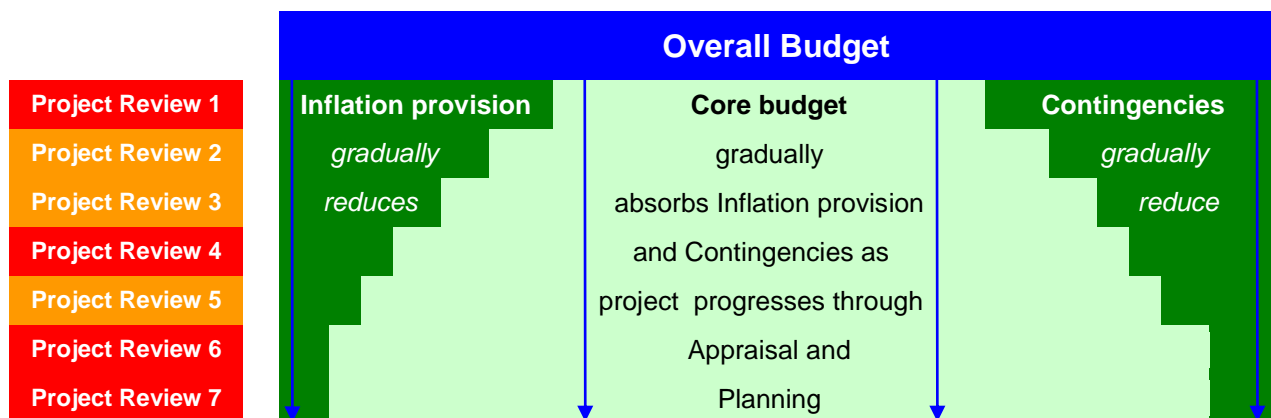 Overall Budget
Project Review 1
Inflation provision
Core budget
Contingencies
Project Review 2
gradually
gradually
gradually
Project Review 3
reduces
absorbs Inflation provision
reduce
Project Review 4
and Contingencies as
Project Review 5
project progresses through
Project Review 6
Appraisal and
Project Review 7
Planning